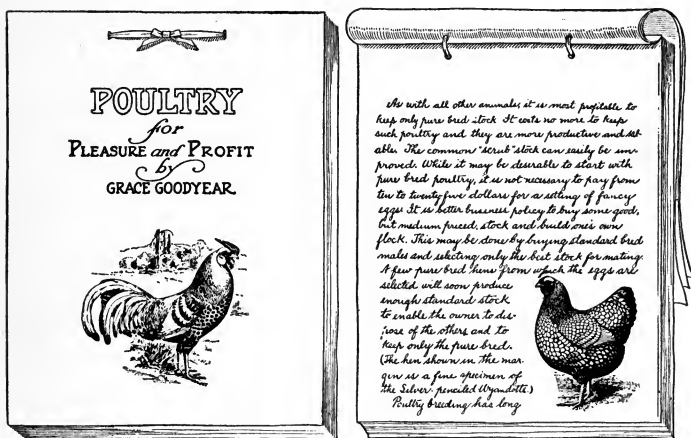 POULTRY
for
PLEASURE and PROFIT
by
GRACE GOODYEAR
As with all other animals, it is most profitable to
keep only pure bred stock It costs no more to keep
such poultry and they are more productive and sal-
able. The common "scrub" stock can easily be im-
proved. While it may be desirable to start with
pure bred poultry, it is not necessary to pay from
ten to twenty five dollars for a setting of fancy
eggs. It is better business policy to buy some good,
but medium priced, stock and build one's own
flock. This may be done by buying standard bred
males and selecting only the best stock for mating.
A few pure bred hens from which the eggs are
selected will soon produce
enough standard stock
to enable the owner to dis-
pose of the others and to
keep only the pure bred.
(The hen shown in the mar-
gin is a fine specimen of
the Silver-penciled Wyandotte.)
Poultry breeding has long